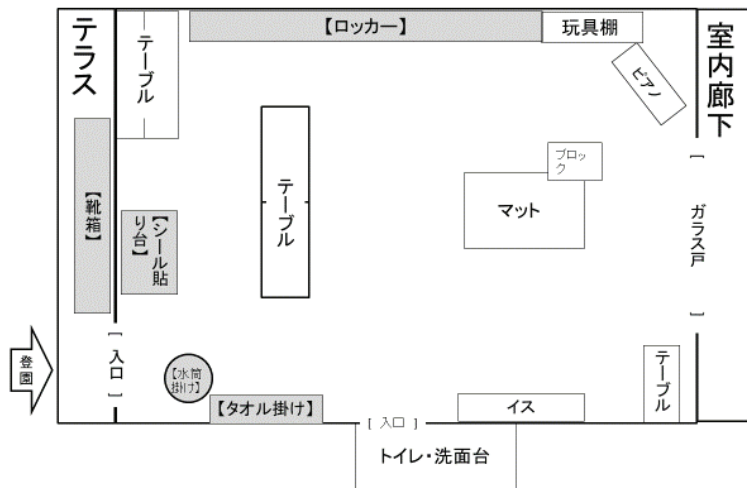 テラス
テーブル
【ロッカー】
玩具棚
ピアノ
室内廊下
【靴箱】
【シール貼
り台】
テーブル
ブロッ
ク
マット
[
ガラス戸
]
登園
[
入口
]
【水筒
掛け】
【タオル掛け】
[ 入口 ]
イス
テーブル
トイレ・洗面台